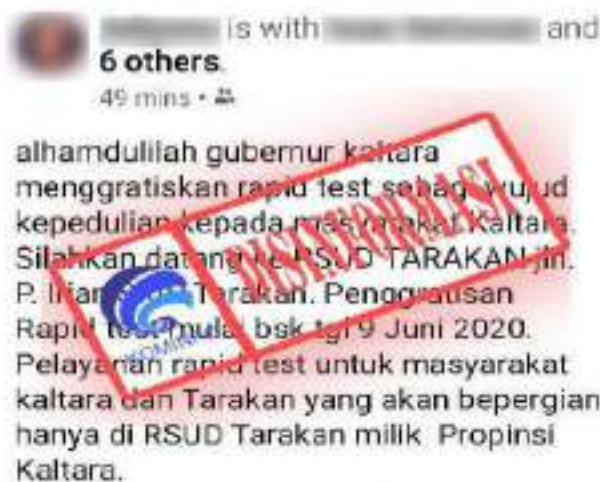 is with and
6 others.
49 mins
alhamdulilah gubernur kaltara
menggratiskan rapid test sebagi wujud
kepedulian kepada masyarakat Kaltara.
Silahkan datang ke RSUD TARAKAN jln.
P. Tarakan. Penggratisan
Rapid test mulai bsk tgl 9 Juni 2020.
Pelayanan rapid test untuk masyarakat
kaltara dan Tarakan yang akan bepergian
hanya di RSUD Tarakan milik Propinsi
Kaltara.
DISINFORMASI
KOMINFO